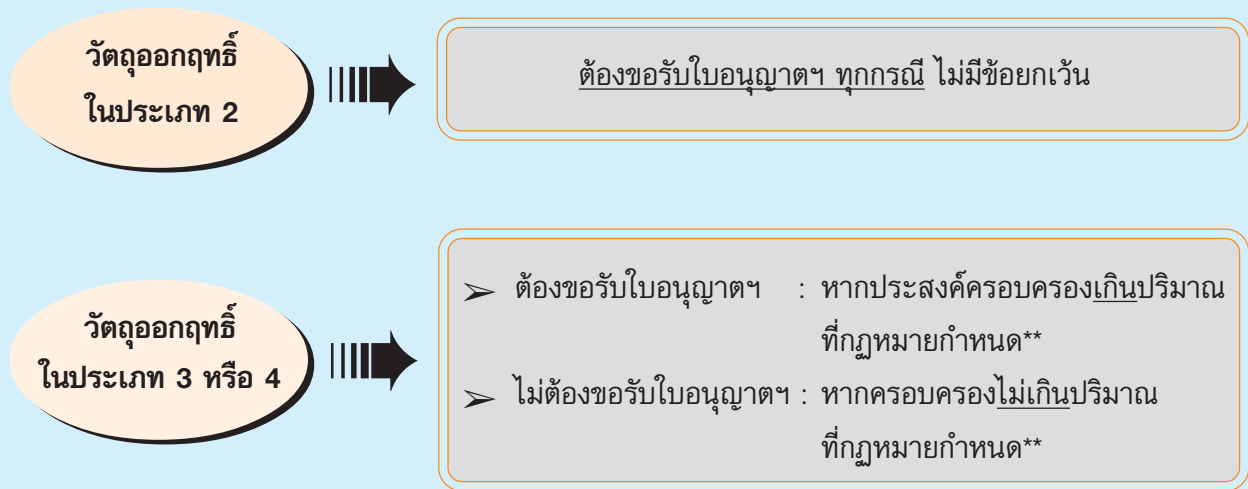 วัตถุออกฤทธิ์
ในประเภท 2
ต้องขอรับใบอนุญาตฯ ทุกกรณี ไม่มีข้อยกเว้น
วัตถุออกฤทธิ์
ในประเภท 3 หรือ 4
➢ ต้องขอรับใบอนุญาตฯ : หากประสงค์ครอบครองเกินปริมาณ
ที่กฎหมายกำหนด**
➢ ไม่ต้องขอรับใบอนุญาตฯ : หากครอบครองไม่เกินปริมาณ
ที่กฎหมายกำหนด**